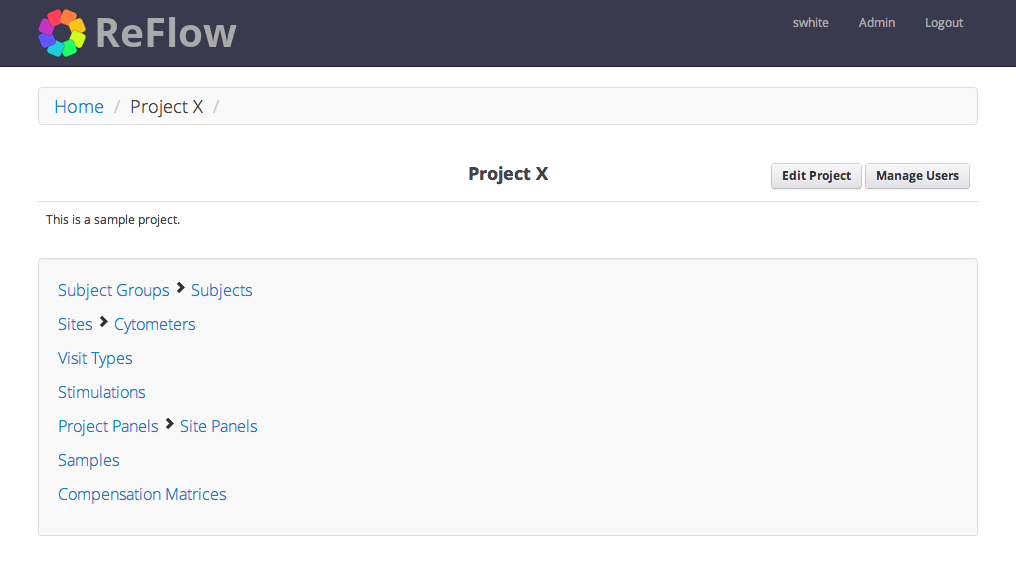 ReFlow swhite Admin Logout
Home / Project X /
Project X Edit Project Manage Users
This is a sample project.
Subject Groups Subjects
Sites Cytometers
Visit Types
Stimulations
Project Panels Site Panels
Samples
Compensation Matrices